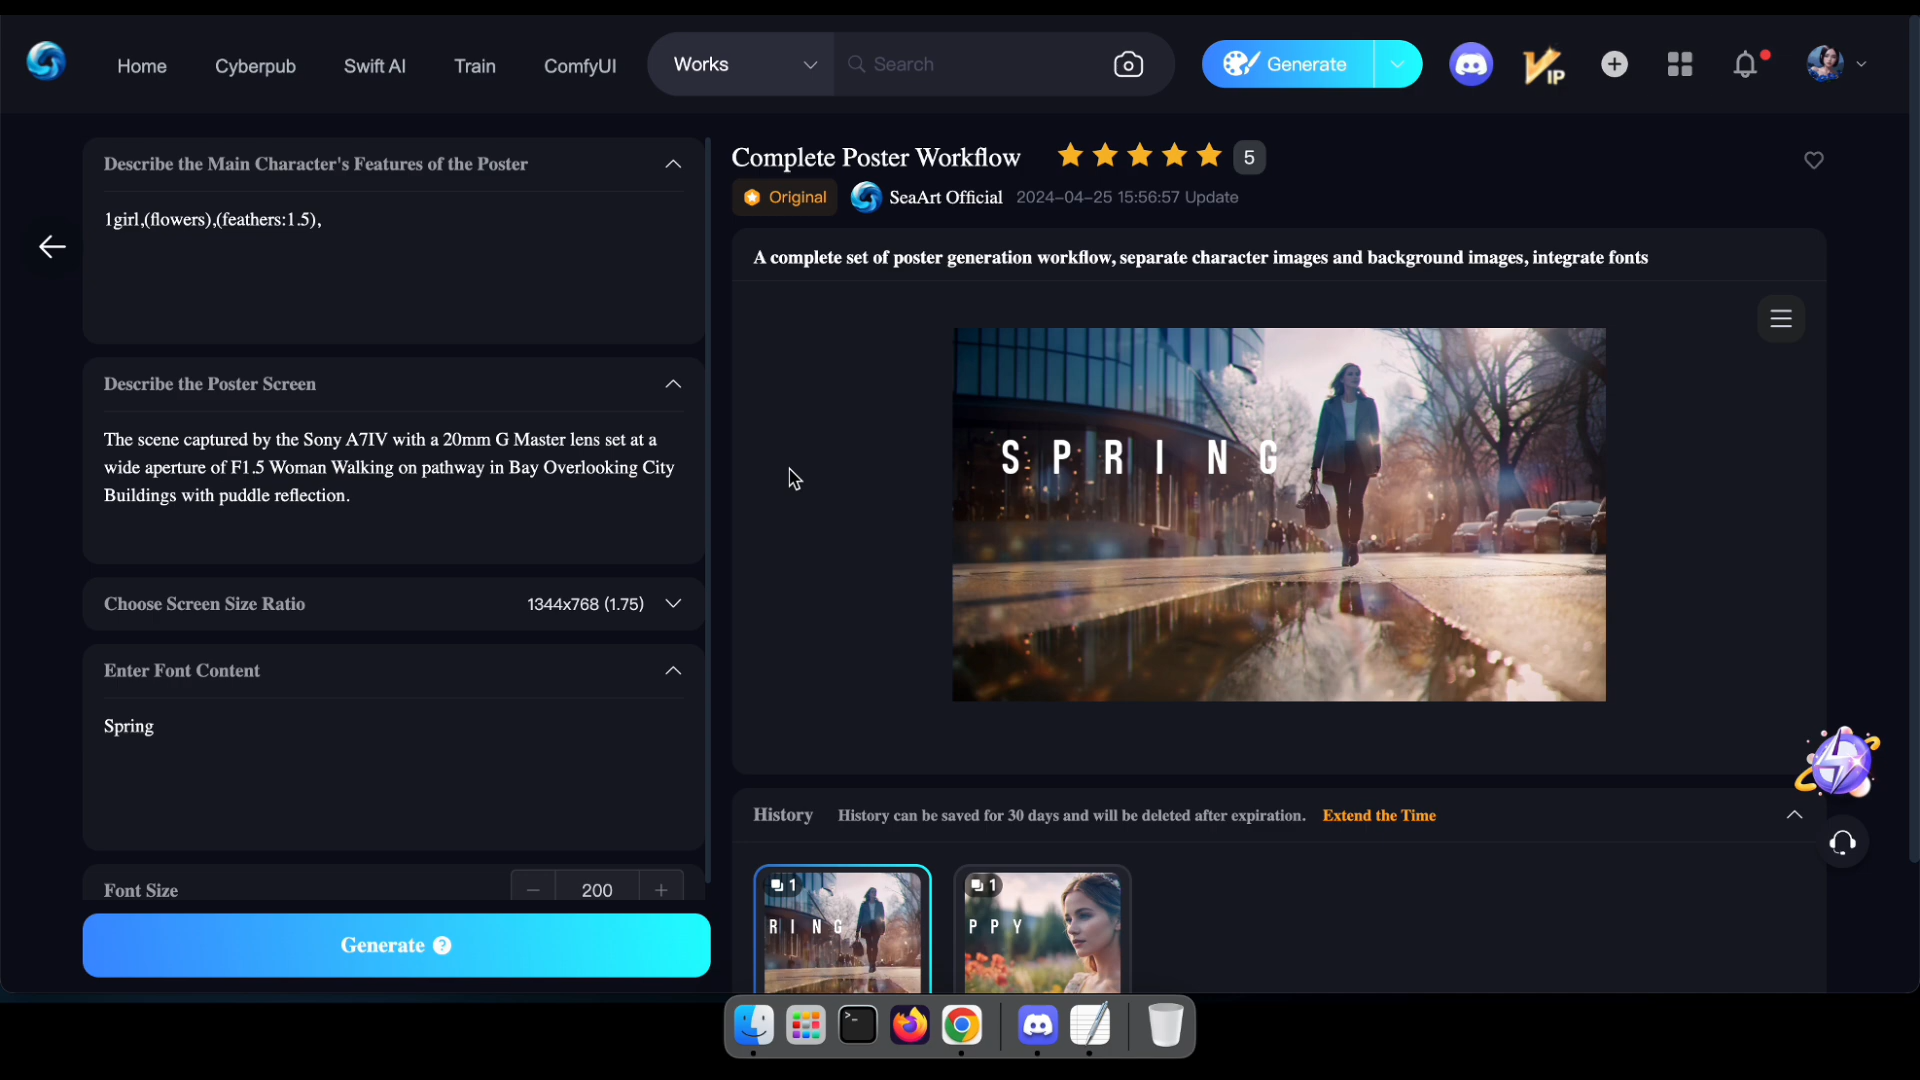 Home
Cyberpub
Swift AI
Train
ComfyUI
Works
Search
Generate
VIP
Describe the Main Character's Features of the Poster
1girl,(flowers),(feathers:1.5),
Describe the Poster Screen
The scene captured by the Sony A7IV with a 20mm G Master lens set at a
wide aperture of F1.5 Woman Walking on pathway in Bay Overlooking City
Buildings with puddle reflection.
Choose Screen Size Ratio
1344x768 (1.75)
Enter Font Content
Spring
Font Size
200
Generate
Complete Poster Workflow
5
Original
SeaArt Official
2024-04-25 15:56:57 Update
A complete set of poster generation workflow, separate character images and background images, integrate fonts
SPRING
History
History can be saved for 30 days and will be deleted after expiration.
Extend the Time
1
RING
1
PPY